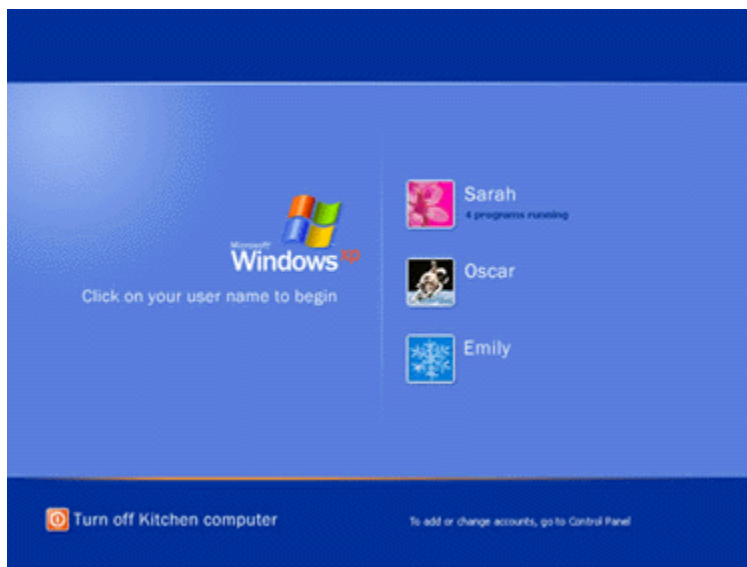 Microsoft
Windows xp
Click on your user name to begin
Sarah
4 programs running
Oscar
Emily
Turn off Kitchen computer
To add or change accounts, go to Control Panel